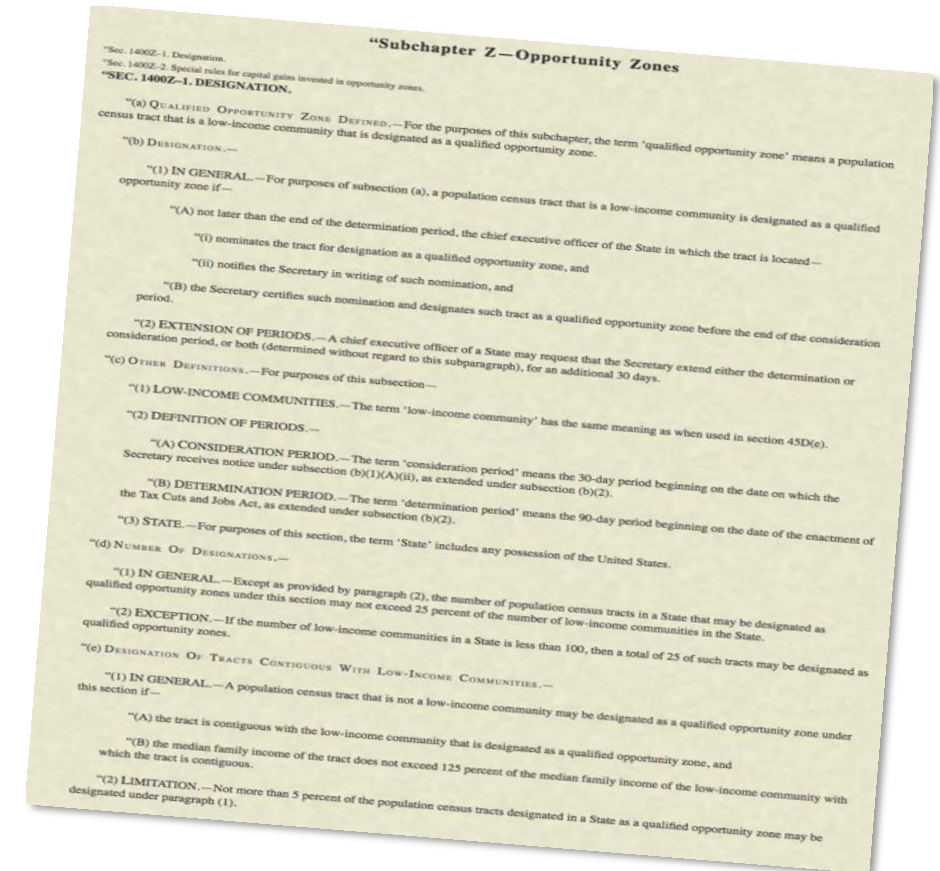 “Subchapter Z—Opportunity Zones
“Sec. 1400Z–1. Designation.
“Sec. 1400Z–2. Special rules for capital gains invested in opportunity zones.
“SEC. 1400Z–1. DESIGNATION.
“(a) QUALIFIED OPPORTUNITY ZONE DEFINED.—For the purposes of this subchapter, the term ‘qualified opportunity zone’ means a population
census tract that is a low-income community that is designated as a qualified opportunity zone.
“(b) DESIGNATION.—
“(1) IN GENERAL.—For purposes of subsection (a), a population census tract that is a low-income community is designated as a qualified
opportunity zone if—
“(A) not later than the end of the determination period, the chief executive officer of the State in which the tract is located—
“(i) nominates the tract for designation as a qualified opportunity zone, and
“(ii) notifies the Secretary in writing of such nomination, and
“(B) the Secretary certifies such nomination and designates such tract as a qualified opportunity zone before the end of the consideration
period.
“(2) EXTENSION OF PERIODS.—A chief executive officer of a State may request that the Secretary extend either the determination or
consideration period, or both (determined without regard to this subparagraph), for an additional 30 days.
“(c) OTHER DEFINITIONS.—For purposes of this subsection—
“(1) LOW-INCOME COMMUNITIES.—The term ‘low-income community’ has the same meaning as when used in section 45D(e).
“(2) DEFINITION OF PERIODS.—
“(A) CONSIDERATION PERIOD.—The term ‘consideration period’ means the 30-day period beginning on the date on which the
Secretary receives notice under subsection (b)(1)(A)(ii), as extended under subsection (b)(2).
“(B) DETERMINATION PERIOD.—The term ‘determination period’ means the 90-day period beginning on the date of the enactment of
the Tax Cuts and Jobs Act, as extended under subsection (b)(2).
“(3) STATE.—For purposes of this section, the term ‘State’ includes any possession of the United States.
“(d) NUMBER OF DESIGNATIONS.—
“(1) IN GENERAL.—Except as provided by paragraph (2), the number of population census tracts in a State that may be designated as
qualified opportunity zones under this section may not exceed 25 percent of the number of low-income communities in the State.
“(2) EXCEPTION.—If the number of low-income communities in a State is less than 100, then a total of 25 of such tracts may be designated as
qualified opportunity zones.
“(e) DESIGNATION OF TRACTS CONTIGUOUS WITH LOW-INCOME COMMUNITIES.—
“(1) IN GENERAL.—A population census tract that is not a low-income community may be designated as a qualified opportunity zone under
this section if—
“(A) the tract is contiguous with the low-income community that is designated as a qualified opportunity zone, and
“(B) the median family income of the tract does not exceed 125 percent of the median family income of the low-income community with
which the tract is contiguous.
“(2) LIMITATION.—Not more than 5 percent of the population census tracts designated in a State as a qualified opportunity zone may be
designated under paragraph (1).